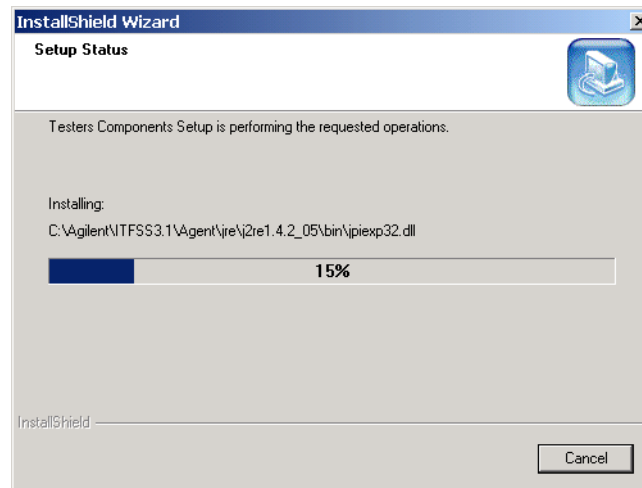 InstallShield Wizard
Setup Status
Testers Components Setup is performing the requested operations.
Installing:
C:\Agilent\ITFSS3.1\Agent\jre\j2re1.4.2_05\bin\jpiexp32.dll
15%
InstallShield
Cancel